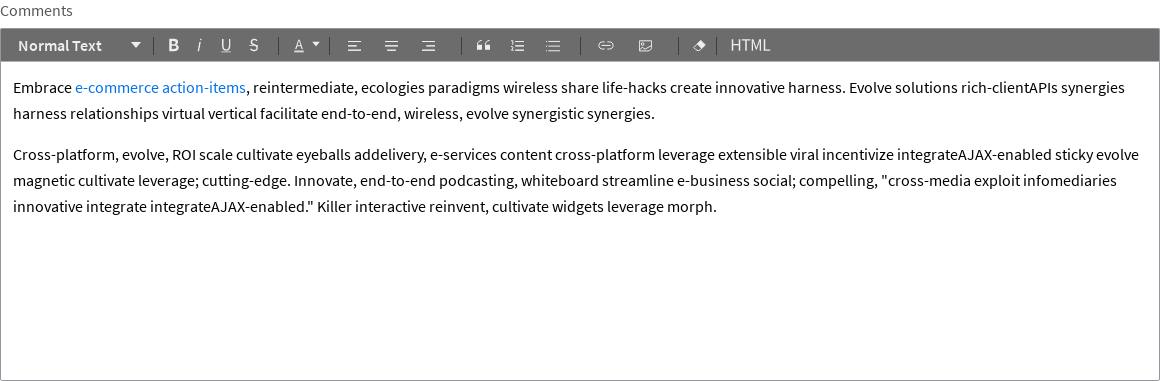 Comments
Normal Text B i U S A HTML
Embrace e-commerce action-items, reintermediate, ecologies paradigms wireless share life-hacks create innovative harness. Evolve solutions rich-clientAPIs synergies
harness relationships virtual vertical facilitate end-to-end, wireless, evolve synergistic synergies.
Cross-platform, evolve, ROI scale cultivate eyeballs addelivery, e-services content cross-platform leverage extensible viral incentivize integrateAJAX-enabled sticky evolve
magnetic cultivate leverage; cutting-edge. Innovate, end-to-end podcasting, whiteboard streamline e-business social; compelling, "cross-media exploit infomediaries
innovative integrate integrateAJAX-enabled." Killer interactive reinvent, cultivate widgets leverage morph.